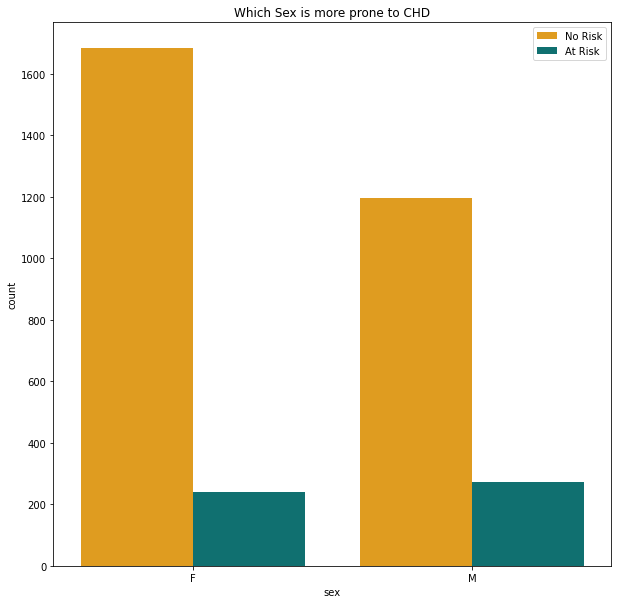 Which Sex is more prone to CHD
No Risk
At Risk
1600
1400
1200
1000
800
600
400
200
0
count
F
M
sex